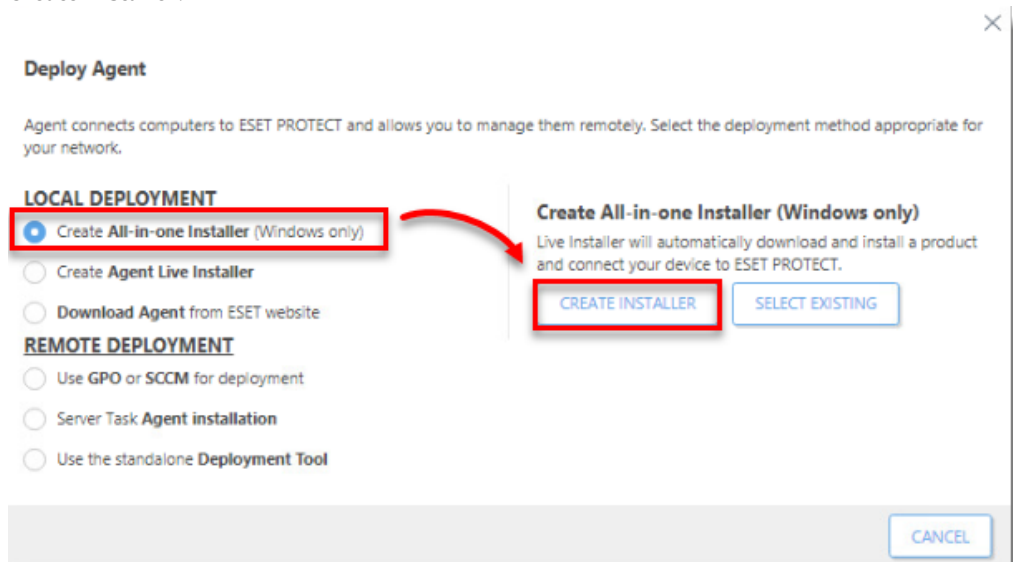 Deploy Agent
Agent connects computers to ESET PROTECT and allows you to manage them remotely. Select the deployment method appropriate for
your network.
LOCAL DEPLOYMENT
Create All-in-one Installer (Windows only)
Create Agent Live Installer
Download Agent from ESET website
REMOTE DEPLOYMENT
Use GPO or SCCM for deployment
Server Task Agent installation
Use the standalone Deployment Tool
Create All-in-one Installer (Windows only)
Live Installer will automatically download and install a product
and connect your device to ESET PROTECT.
CREATE INSTALLER
SELECT EXISTING
CANCEL